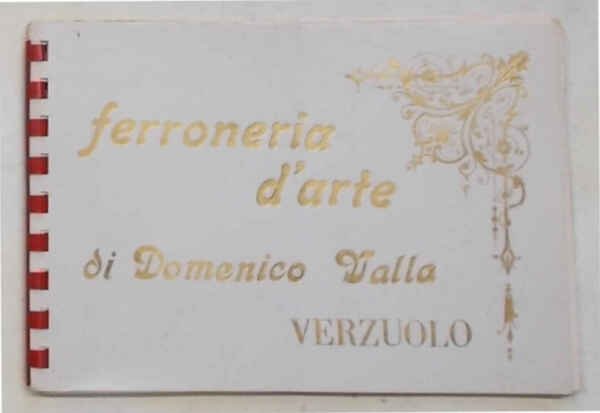 ferroneria
d'arte
di Domenico Valla
VERZUOLO